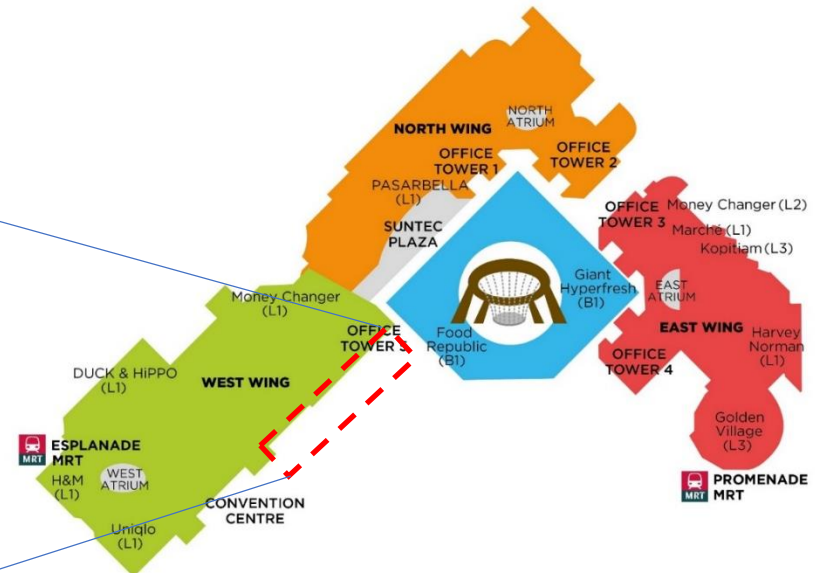 NORTH
ATRIUM
NORTH WING
OFFICE
TOWER 1
OFFICE
TOWER 2
PASARBELLA
(L1)
SUNTEC
PLAZA
OFFICE
TOWER 3
Money Changer (L2)
Marché (L1)
Kopitiam (L3)
Giant
Hyperfresh
(B1)
EAST
ATRIUM
EAST WING
Harvey
Norman
(L1)
OFFICE
TOWER 4
Golden
Village
(L3)
MRT
PROMENADE
MRT
Money Changer
(L1)
OFFICE
TOWER 5
Food
Republic
(B1)
DUCK & HiPPO
(L1)
WEST WING
MRT
ESPLANADE
MRT
WEST
ATRIUM
H&M
(L1)
Uniqlo
(L1)
CONVENTION
CENTRE